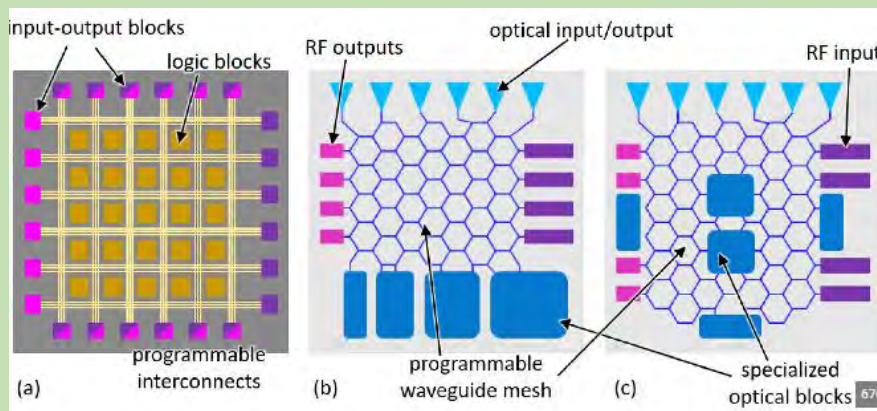 input-output blocks
logic blocks
RF outputs
optical input/output
RF input
programmable
interconnects
programmable
waveguide mesh
specialized
optical blocks
(a)
(b)
(c)